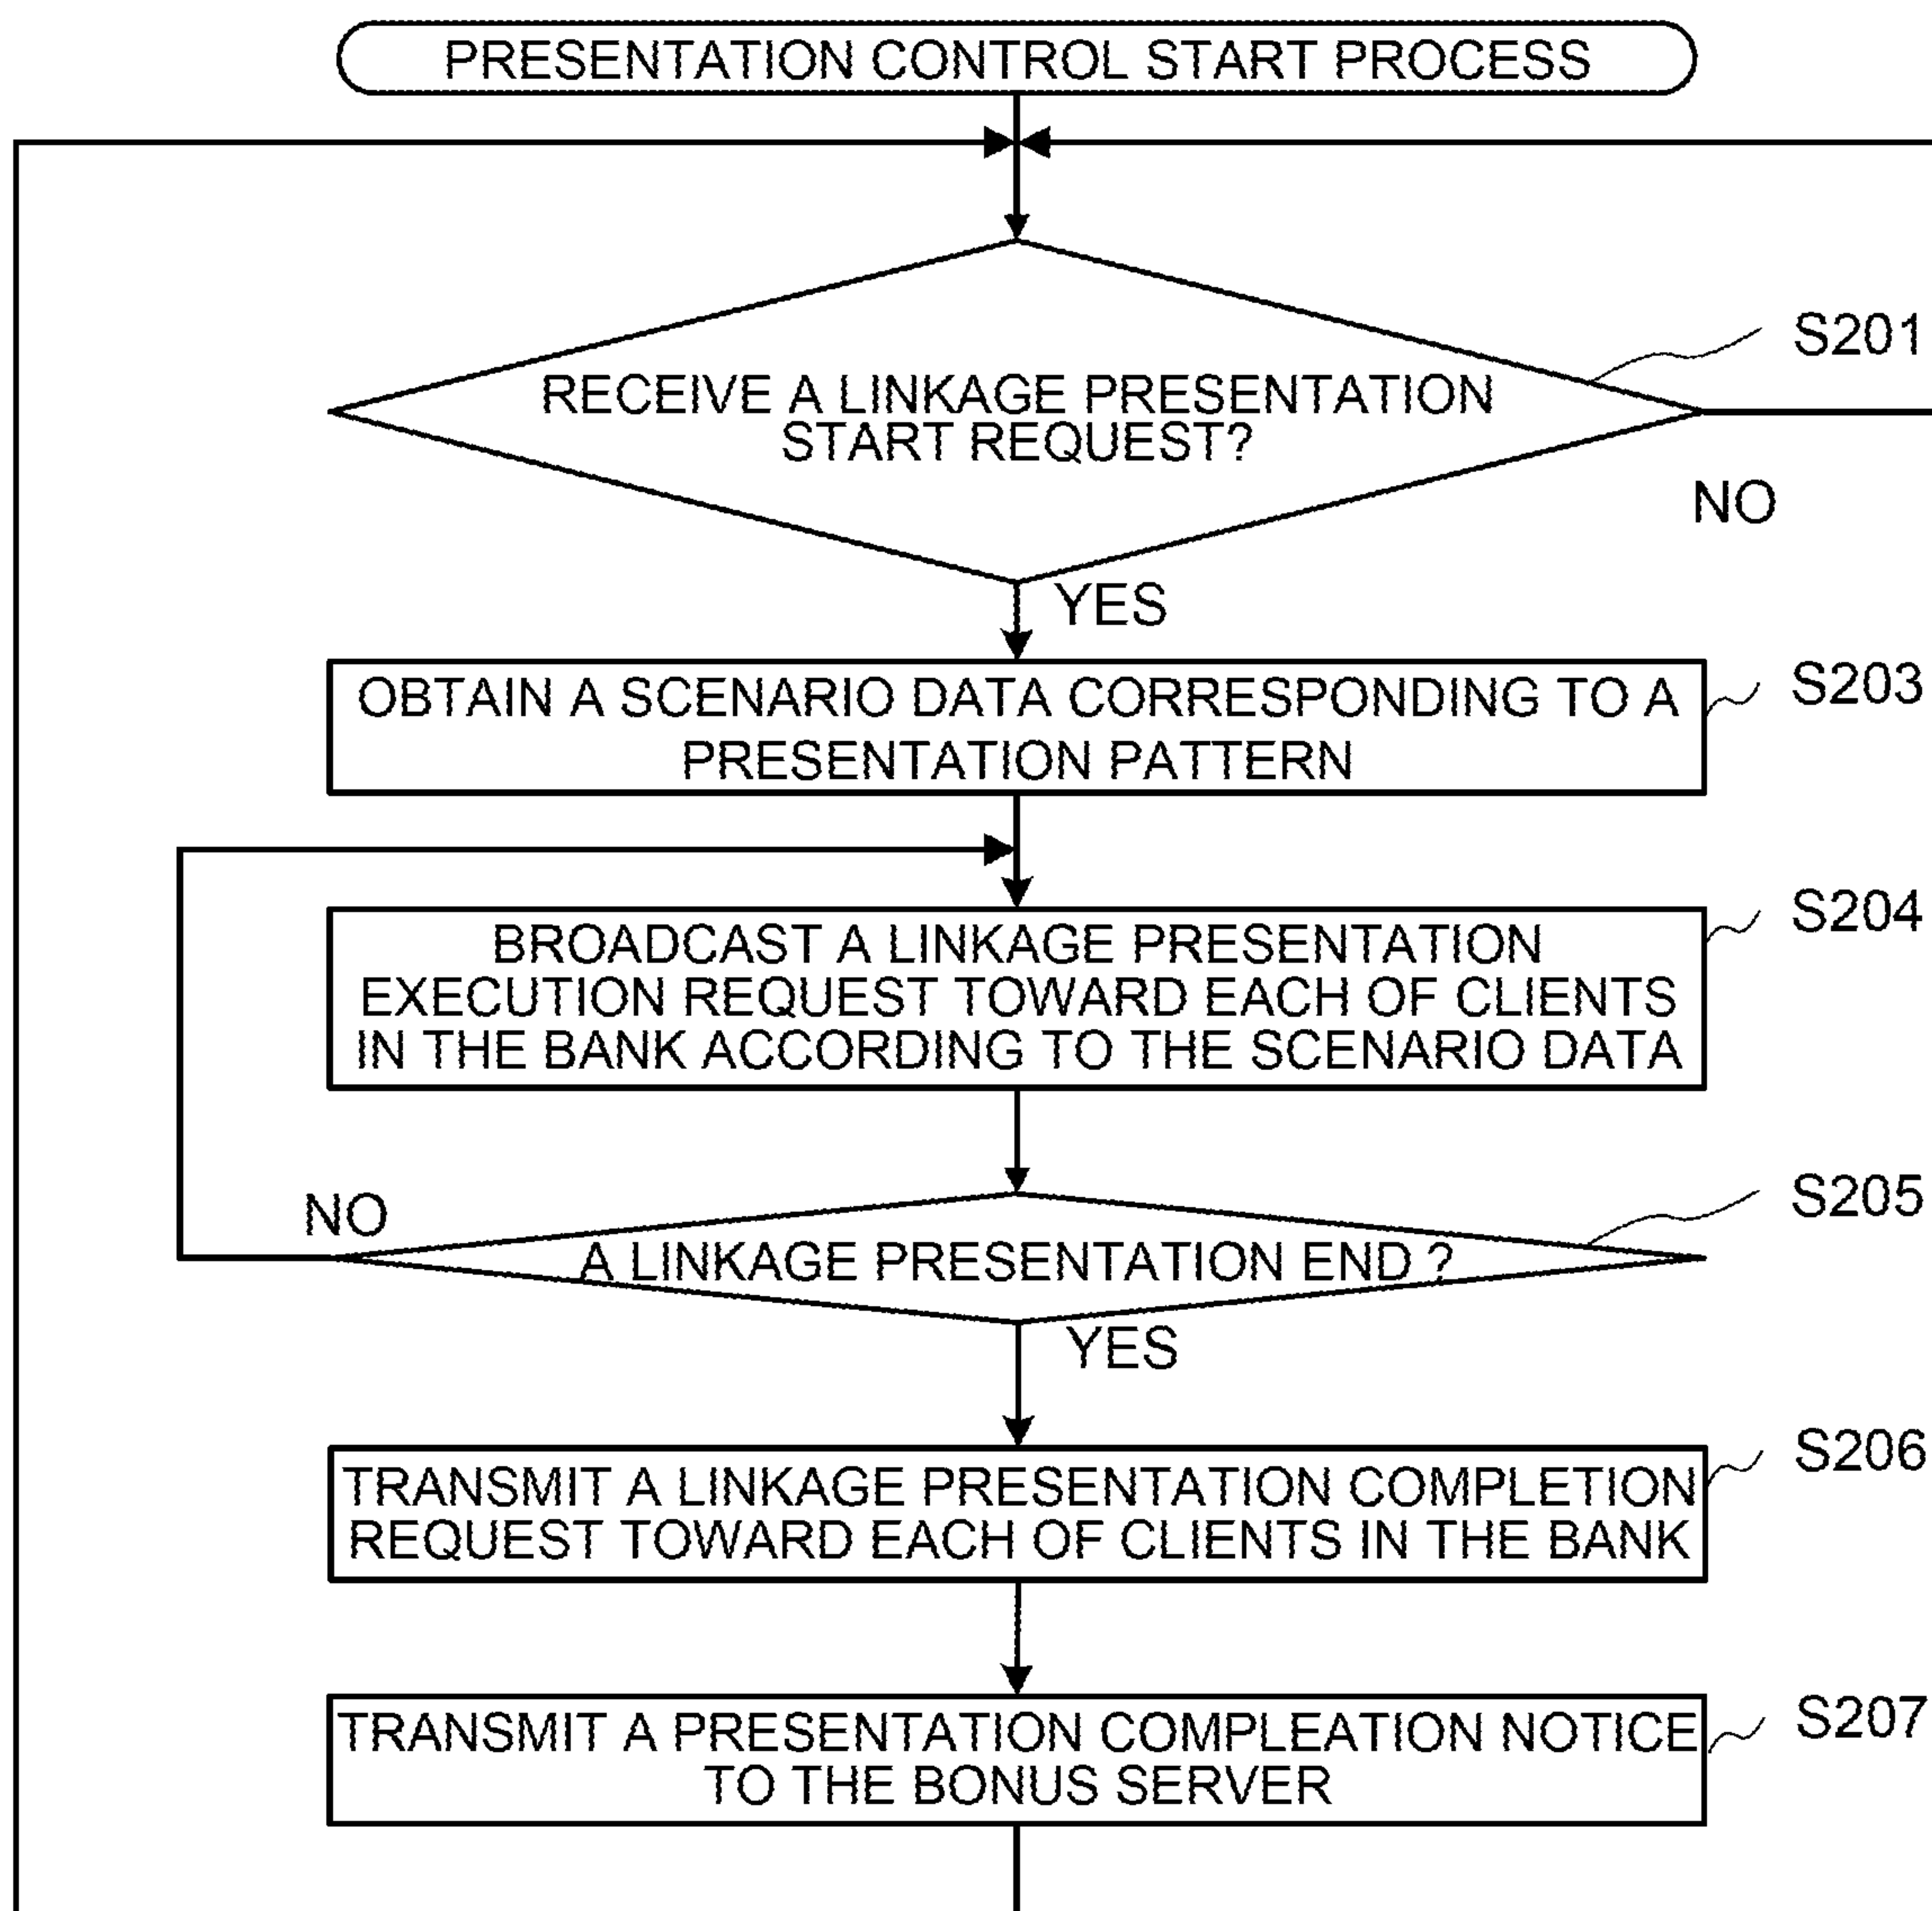 PRESENTATION CONTROL START PROCESS
S201
RECEIVE A LINKAGE PRESENTATION
START REQUEST?
NO
YES
S203
OBTAIN A SCENARIO DATA CORRESPONDING TO A
PRESENTATION PATTERN
S204
BROADCAST A LINKAGE PRESENTATION
EXECUTION REQUEST TOWARD EACH OF CLIENTS
IN THE BANK ACCORDING TO THE SCENARIO DATA
S205
NO
A LINKAGE PRESENTATION END ?
YES
S206
TRANSMIT A LINKAGE PRESENTATION COMPLETION
REQUEST TOWARD EACH OF CLIENTS IN THE BANK
S207
TRANSMIT A PRESENTATION COMPLEATION NOTICE
TO THE BONUS SERVER